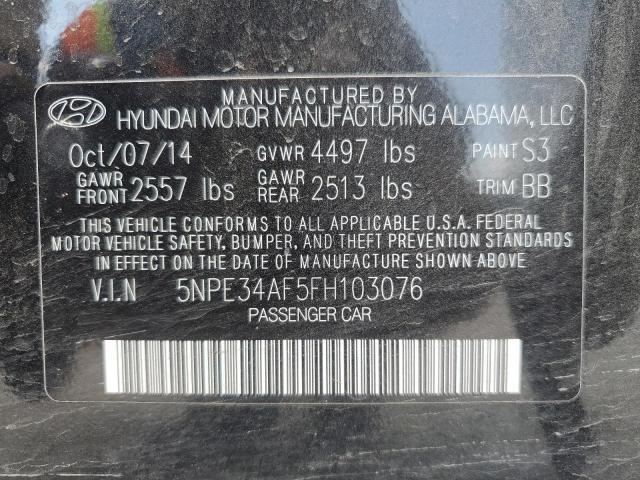 MANUFACTURED BY
HYUNDAI MOTOR MANUFACTURING ALABAMA, LLC
Oct/07/14 GVWR 4497 lbs PAINT S3
GAWR FRONT 2557 lbs GAWR REAR 2513 lbs TRIM BB
THIS VEHICLE CONFORMS TO ALL APPLICABLE U.S.A. FEDERAL
MOTOR VEHICLE SAFETY, BUMPER, AND THEFT PREVENTION STANDARDS
IN EFFECT ON THE DATE OF MANUFACTURE SHOWN ABOVE.
V.I.N 5NPE34AF5FH103076
PASSENGER CAR